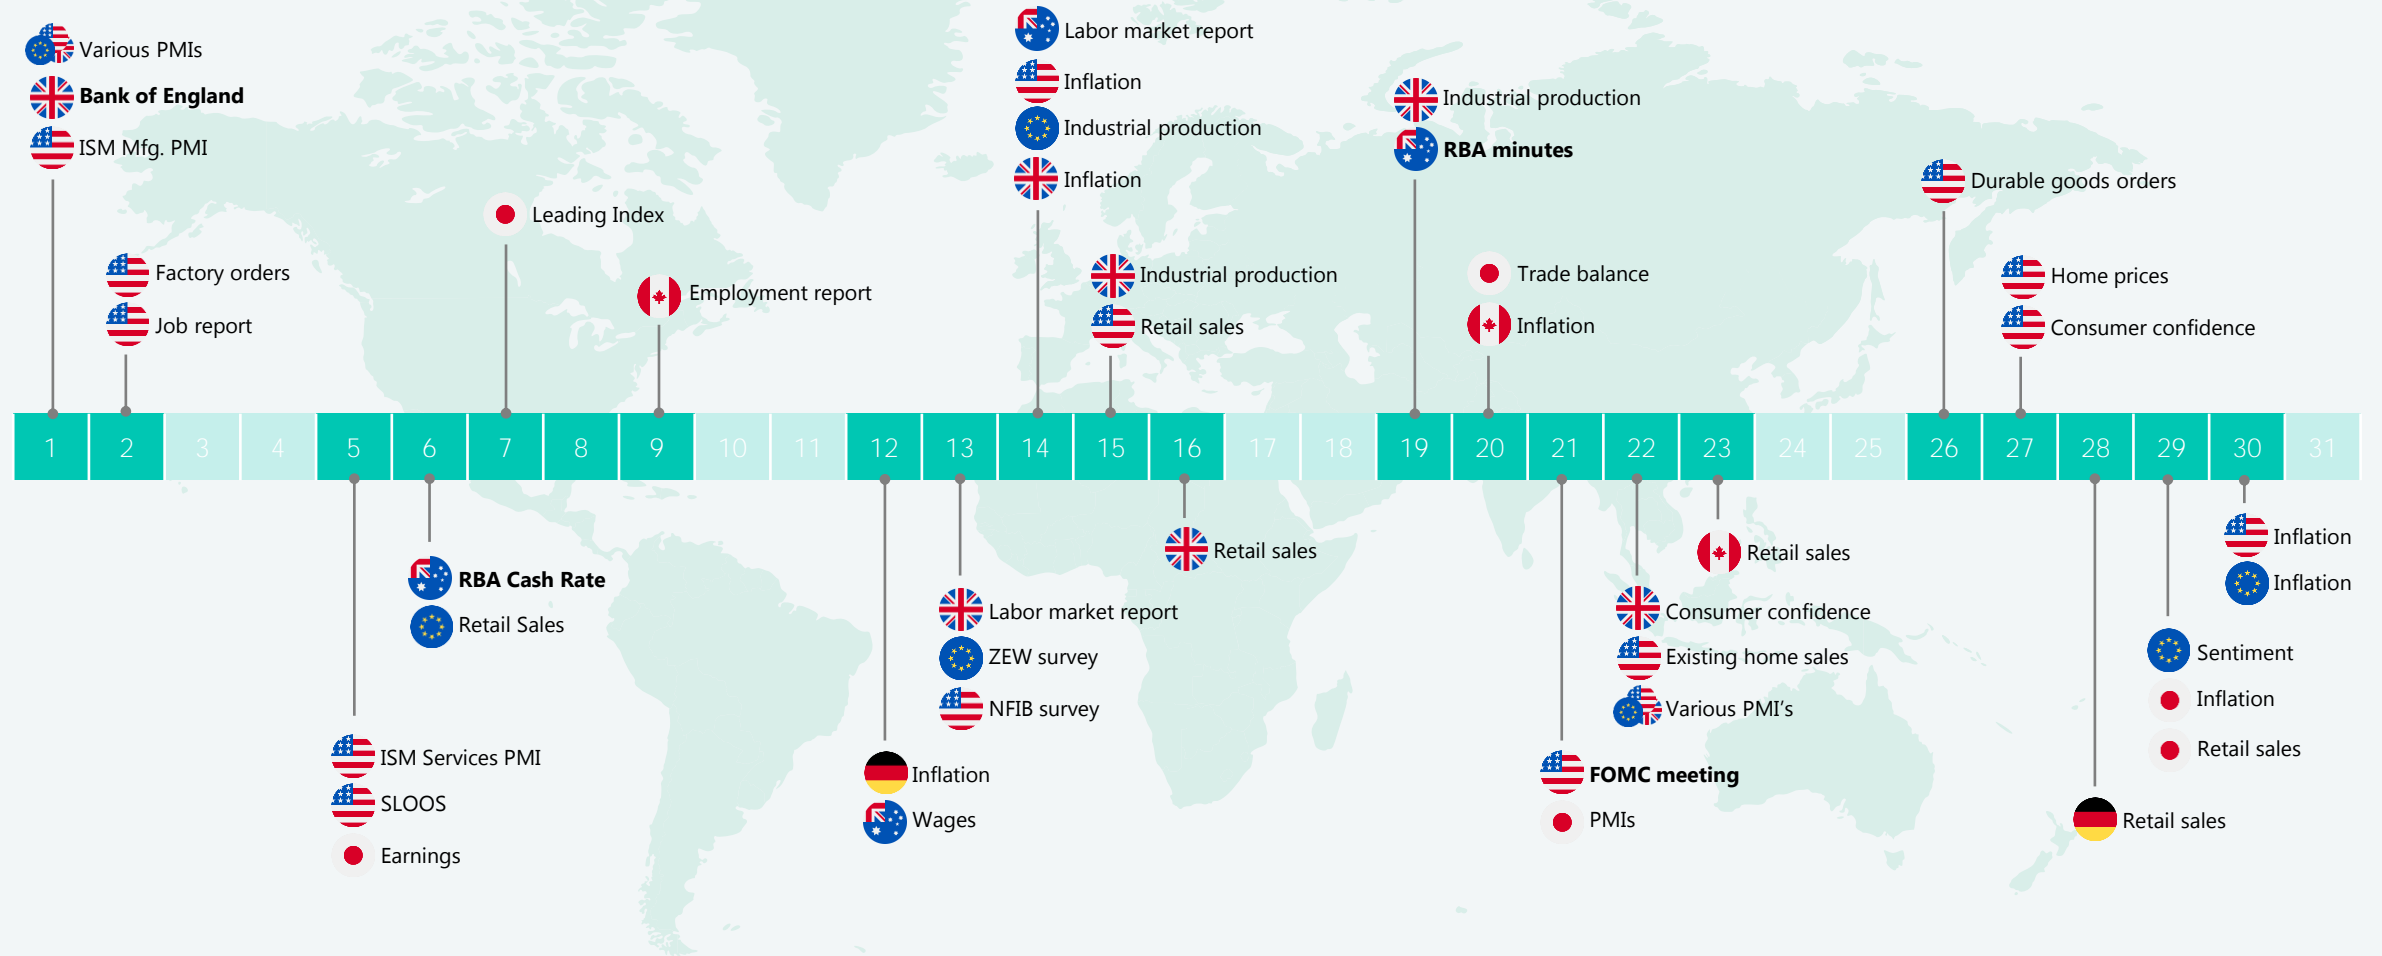 Various PMIs
Bank of England
ISM Mfg. PMI
Factory orders
Job report
Leading Index
Employment report
Labor market report
Inflation
Industrial production
Inflation
Industrial production
Retail sales
Industrial production
RBA minutes
Trade balance
Inflation
Durable goods orders
Home prices
Consumer confidence
1 2 3 4 5 6 7 8 9 10 11 12 13 14 15 16 17 18 19 20 21 22 23 24 25 26 27 28 29 30 31
ISM Services PMI
SLOOS
Earnings
RBA Cash Rate
Retail Sales
Inflation
Wages
Labor market report
ZEW survey
NFIB survey
Retail sales
FOMC meeting
PMIs
Consumer confidence
Existing home sales
Various PMI's
Retail sales
Retail sales
Sentiment
Inflation
Retail sales
Inflation
Inflation